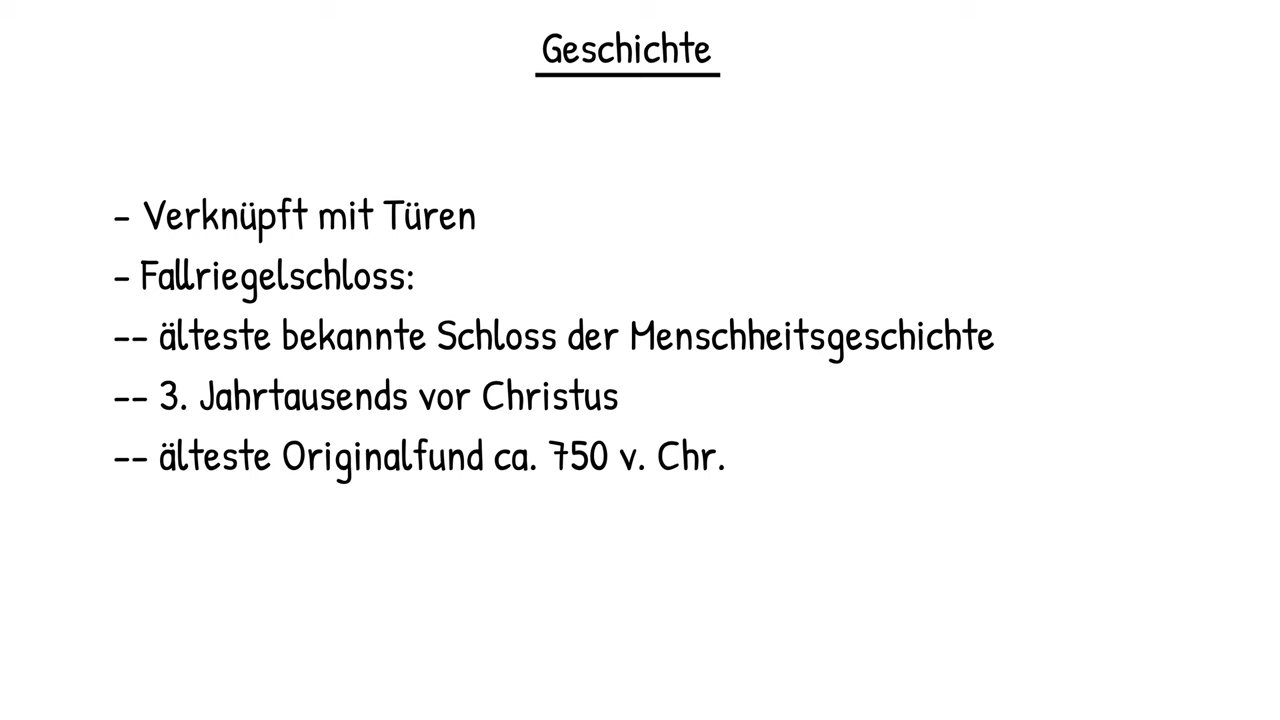 Geschichte
- Verknüpft mit Türen
- Fallriegelschloss:
-- älteste bekannte Schloss der Menschheitsgeschichte
-- 3. Jahrtausends vor Christus
-- älteste Originalfund ca. 750 v. Chr.